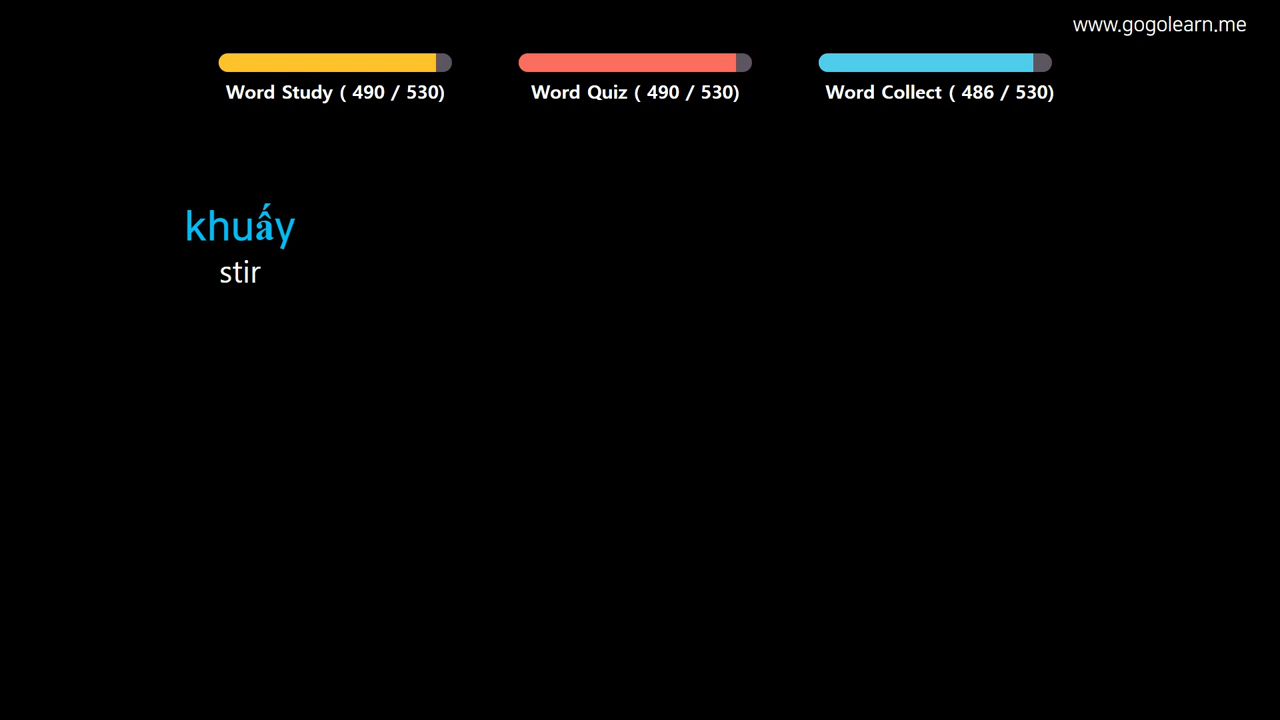 www.gogolearn.me
Word Study ( 490 / 530)
Word Quiz ( 490 / 530)
Word Collect ( 486 / 530)
khuấy
stir